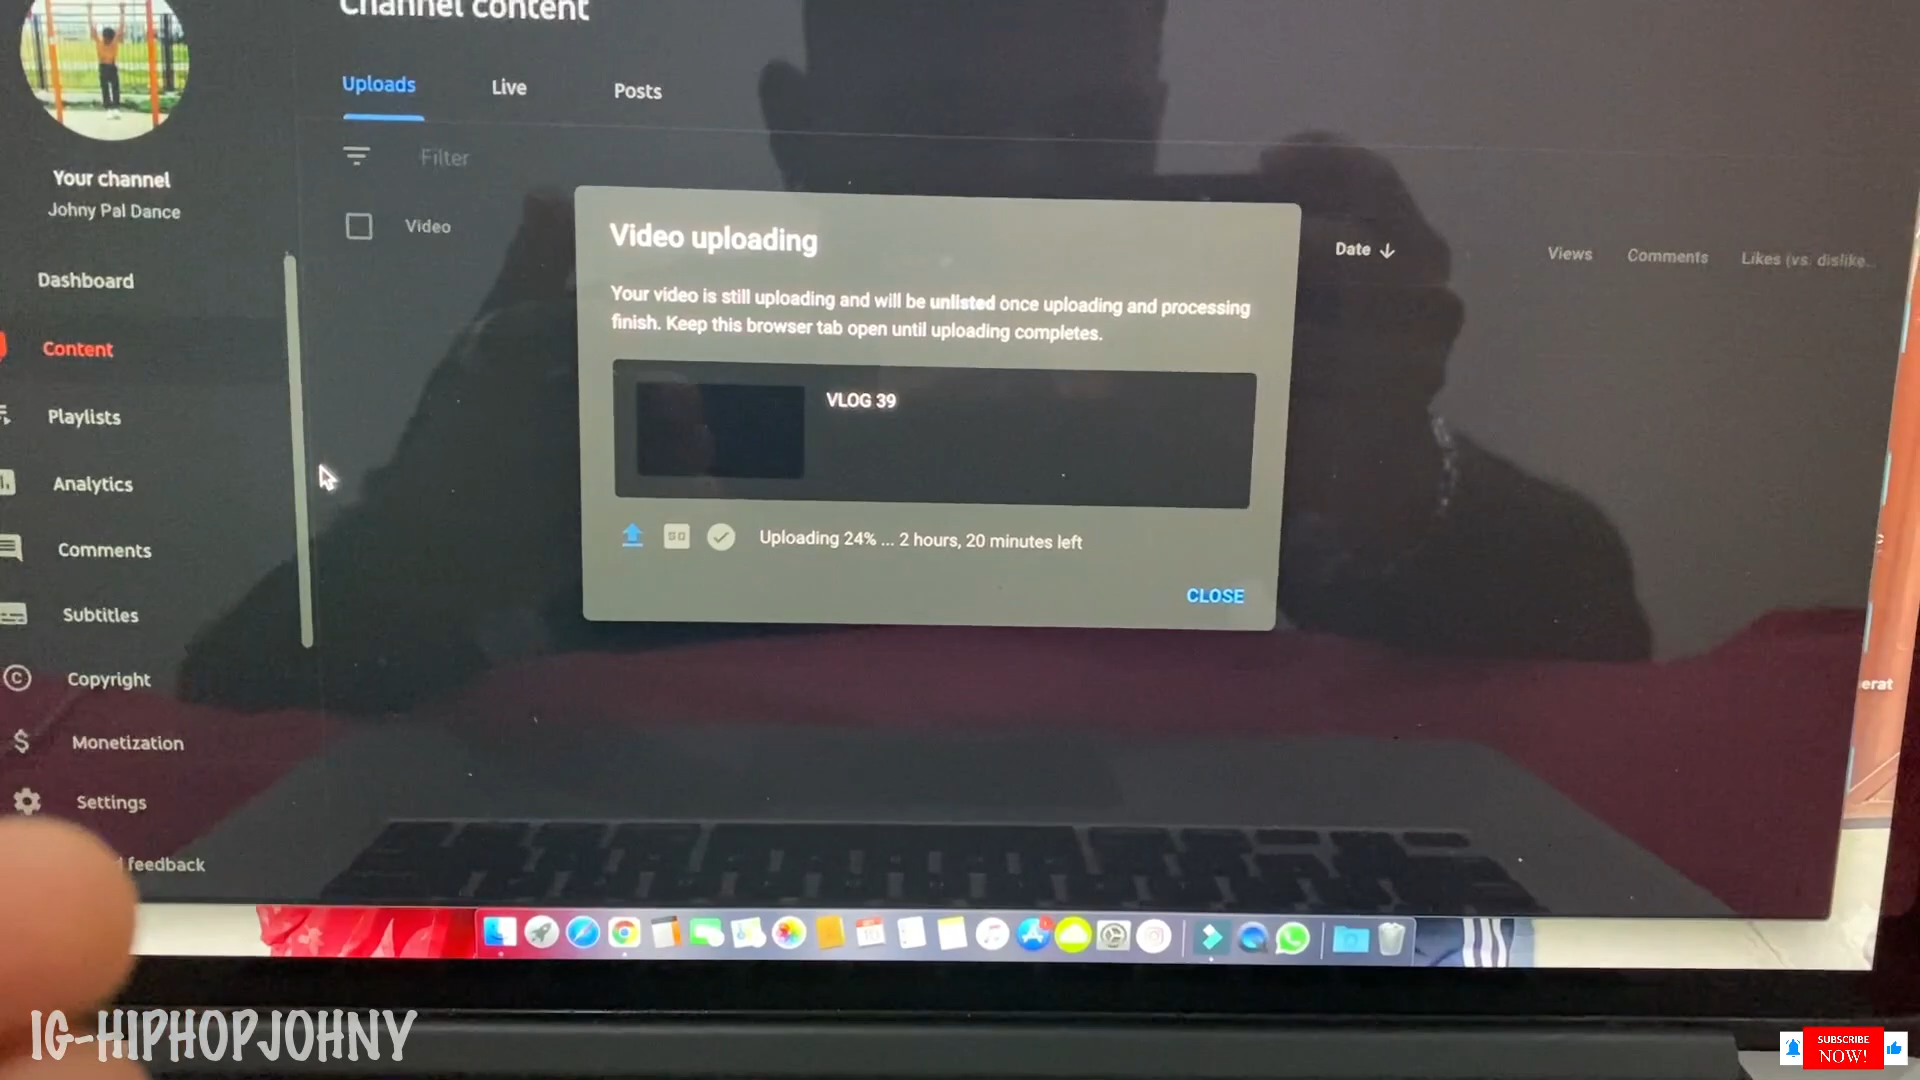 Channel content
Uploads
Live
Posts
Filter
Your channel
Johny Pal Dance
Video
Date
Views
Comments
Likes (vs. dislike...
Dashboard
Content
Playlists
Analytics
Comments
Subtitles
Copyright
Monetization
Settings
feedback
Video uploading
Your video is still uploading and will be unlisted once uploading and processing
finish. Keep this browser tab open until uploading completes.
VLOG 39
SD
Uploading 24% ... 2 hours, 20 minutes left
CLOSE
erat
IG-HIPHOPJOHNY
SUBSCRIBE
NOW!